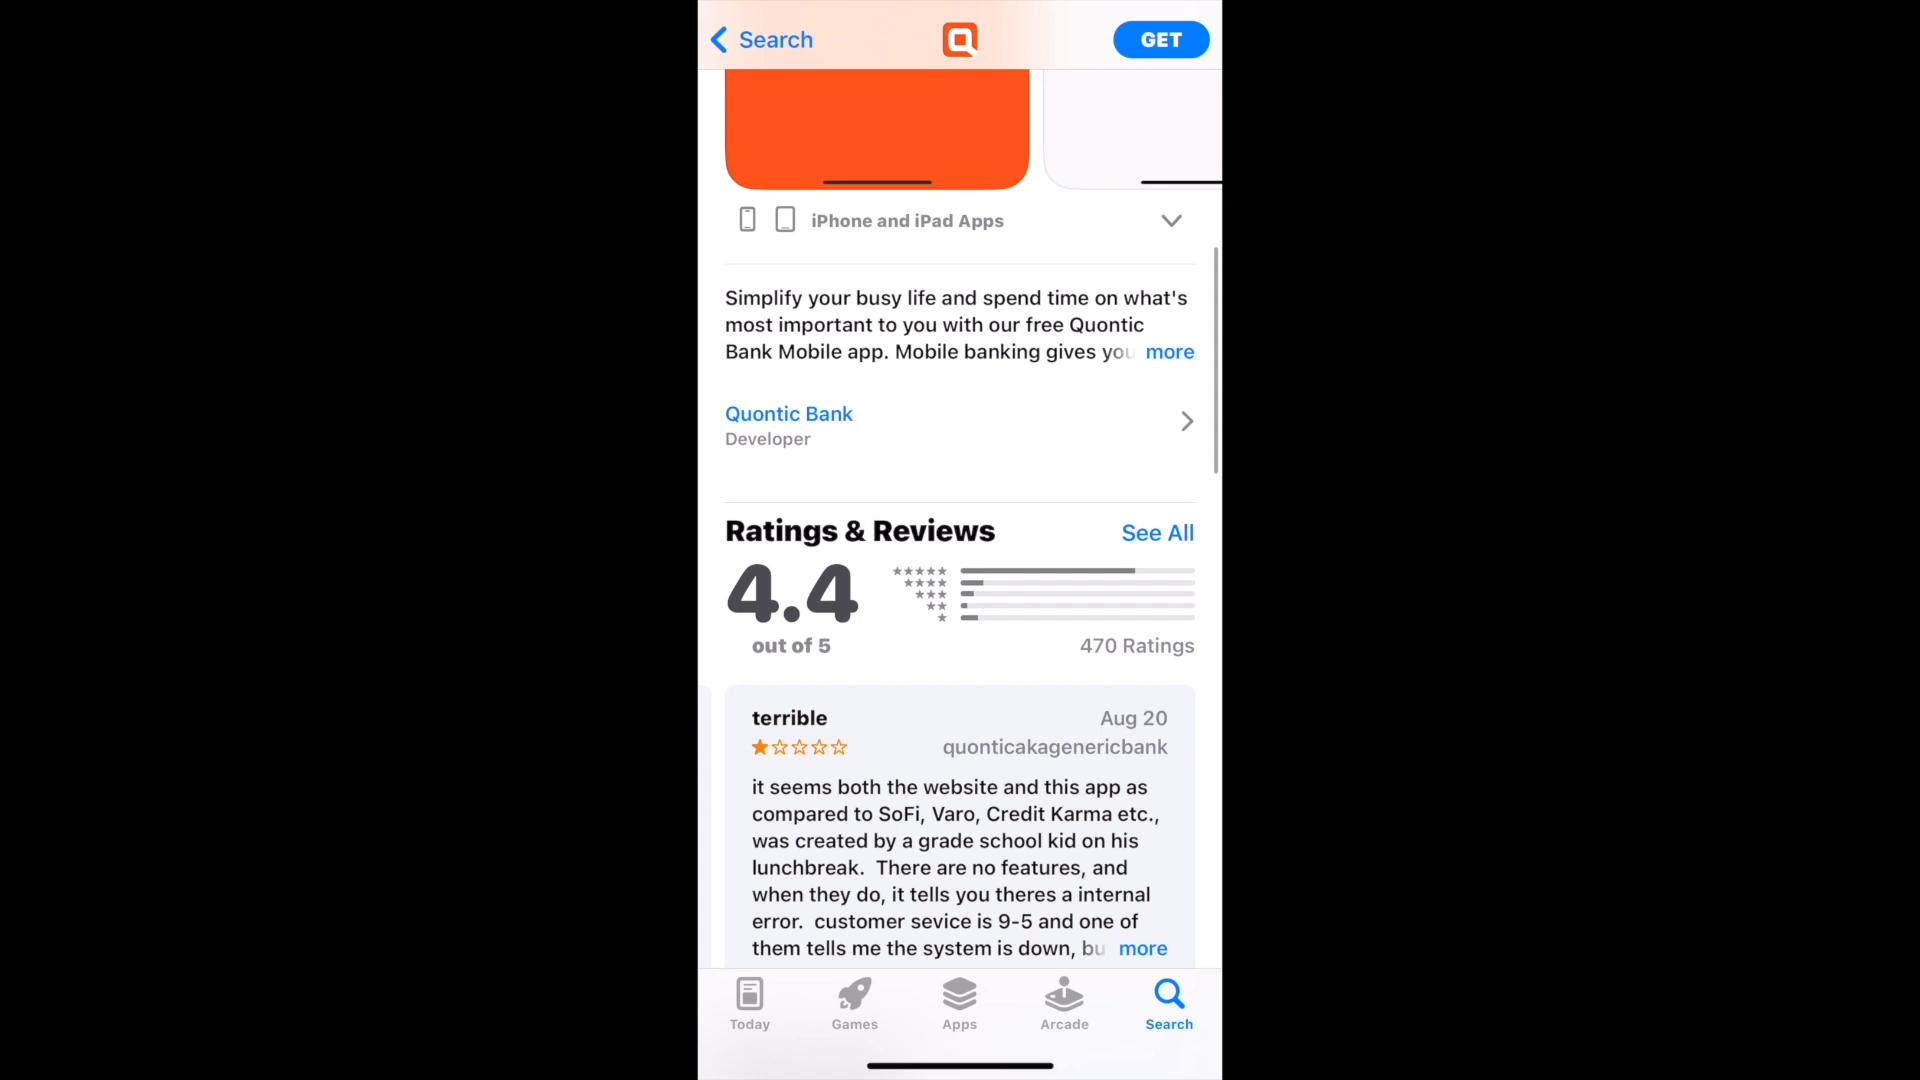 Search
GET
iPhone and iPad Apps
Simplify your busy life and spend time on what's
most important to you with our free Quontic
Bank Mobile app. Mobile banking gives you more
Quontic Bank
Developer
Ratings & Reviews See All
4.4
out of 5
470 Ratings
terrible Aug 20
quonticakagenericbank
it seems both the website and this app as
compared to SoFi, Varo, Credit Karma etc.,
was created by a grade school kid on his
lunchbreak.  There are no features, and
when they do, it tells you theres a internal
error.  customer sevice is 9-5 and one of
them tells me the system is down, bu more
Today Games Apps Arcade Search